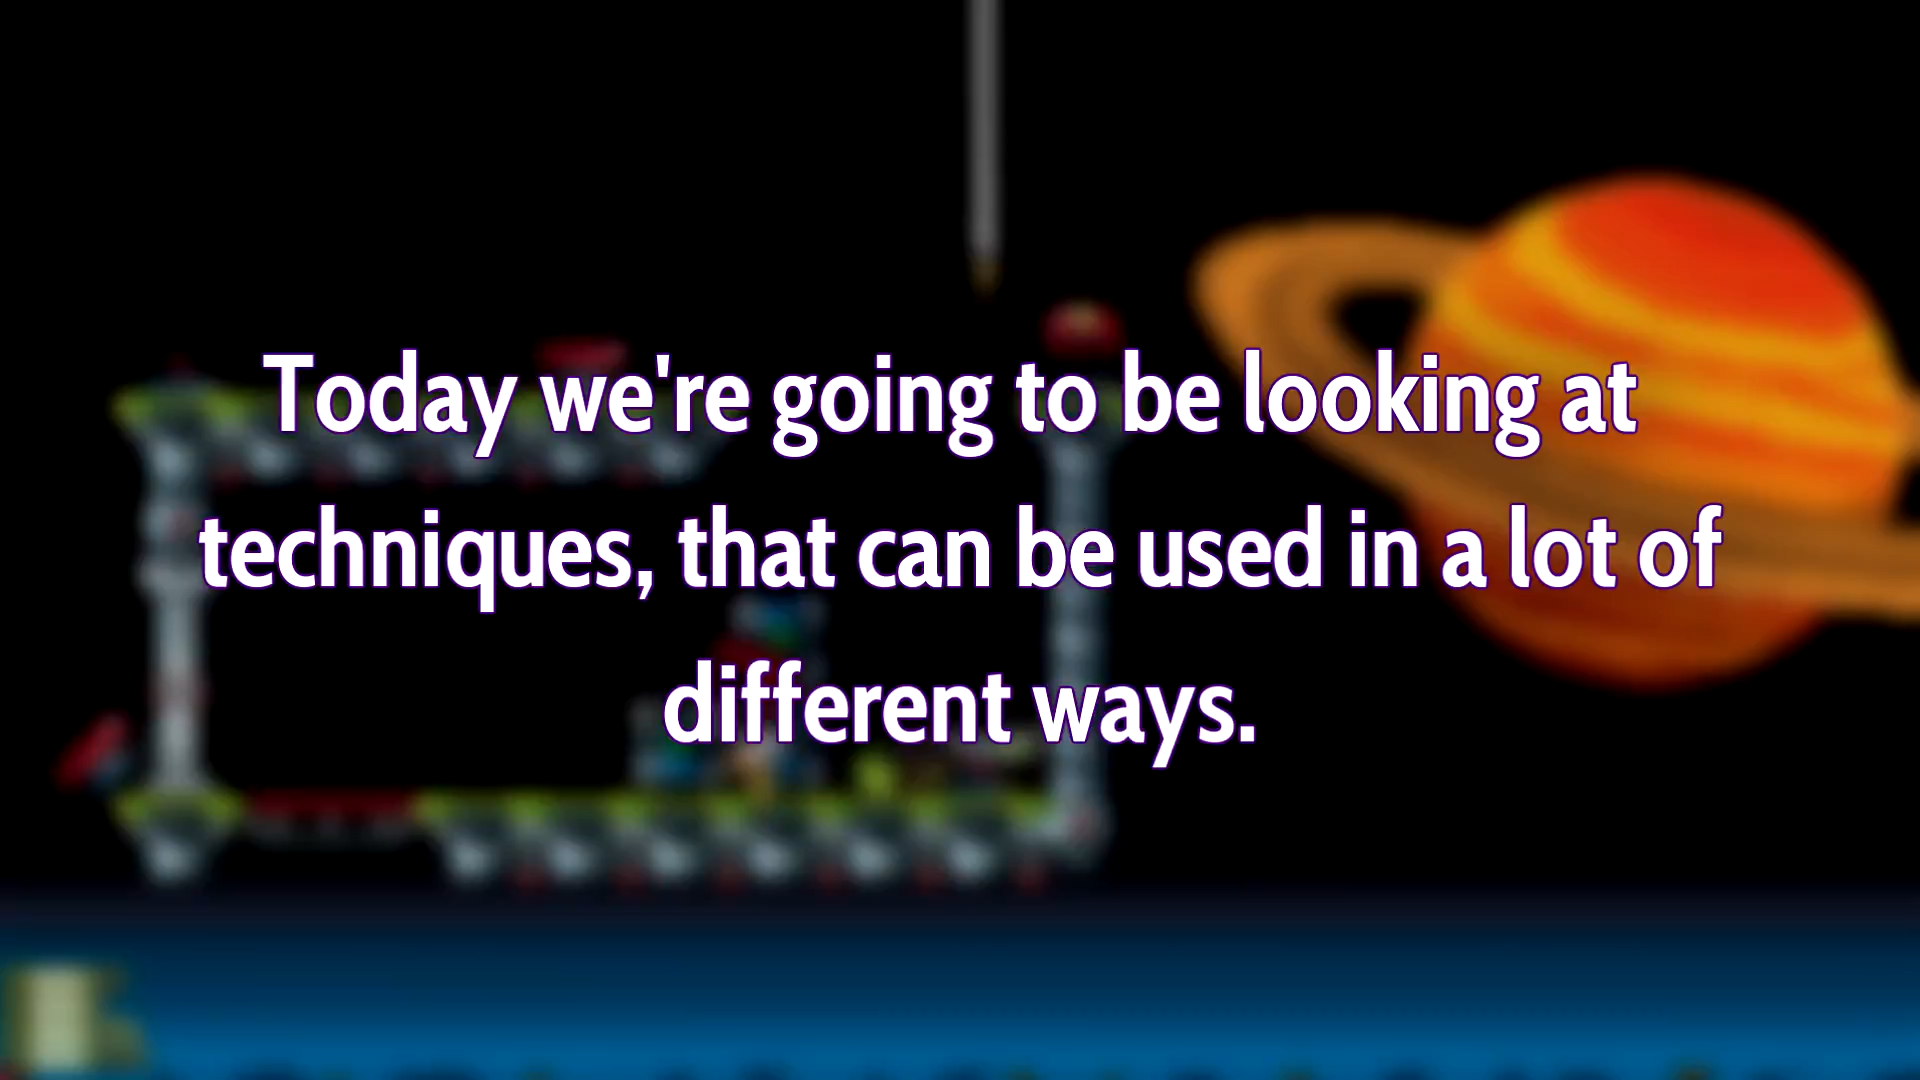 Today we're going to be looking at
techniques, that can be used in a lot of
different ways.